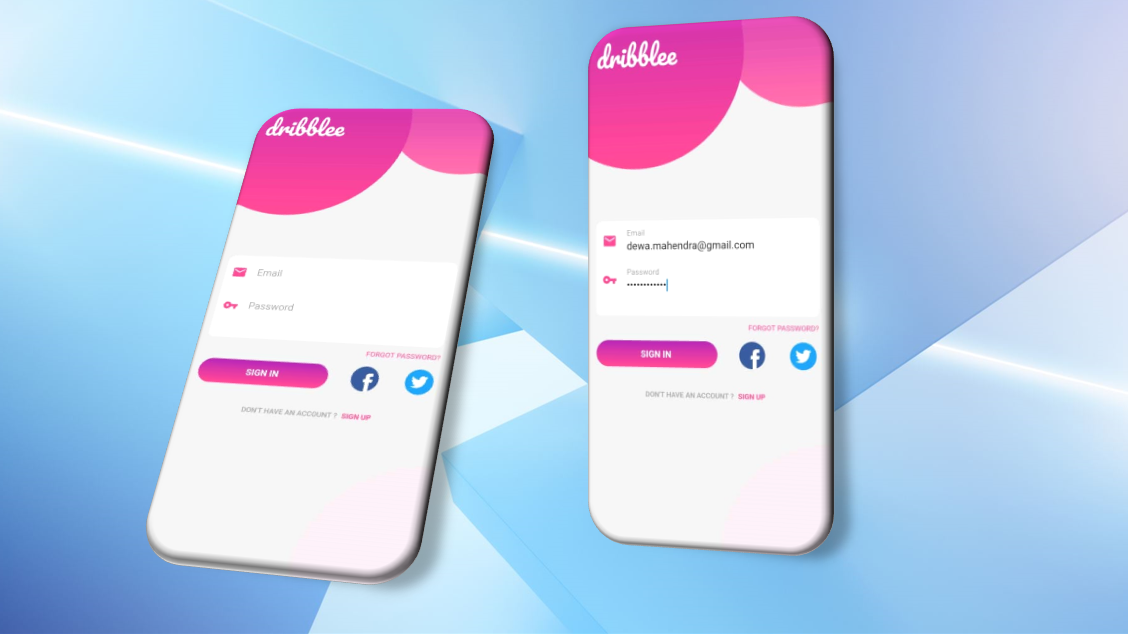 dribblee
Email
Password
FORGOT PASSWORD?
SIGN IN
DON'T HAVE AN ACCOUNT ? SIGN UP
dribblee
Email
dewa.mahendra@gmail.com
Password
••••••••••••
FORGOT PASSWORD?
SIGN IN
DON'T HAVE AN ACCOUNT ? SIGN UP